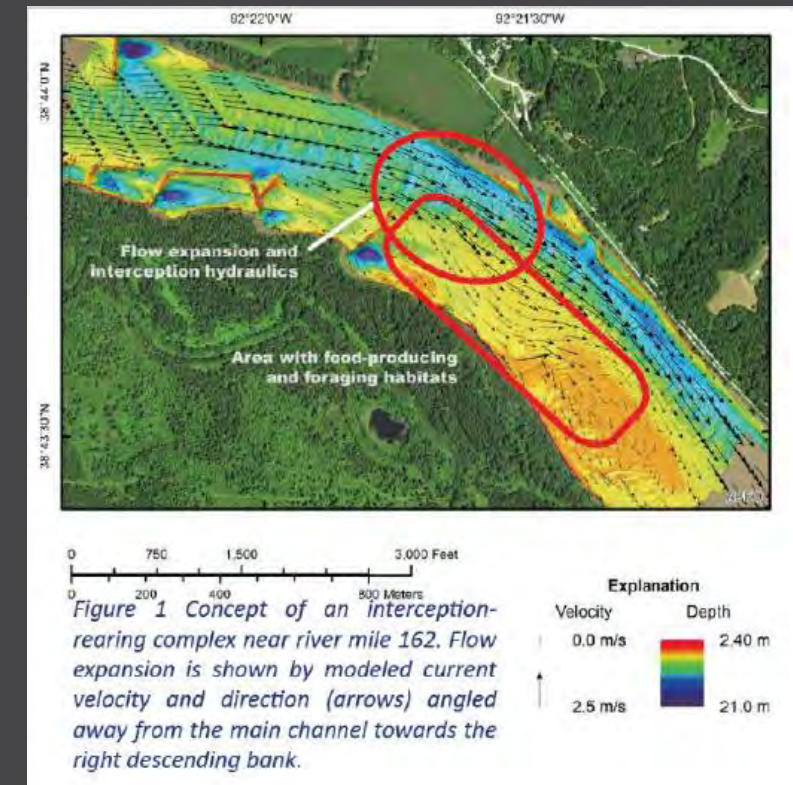 92°22'0"W
92°21'30"W
38°43'30"N
Flow expansion and
interception hydraulics
Area with food-producing
and foraging habitats
0 750 1,500 3,000 Feet
0 200 400 800 Meters
Figure 1 Concept of an interception-
rearing complex near river mile 162. Flow
expansion is shown by modeled current
velocity and direction (arrows) angled
away from the main channel towards the
right descending bank.
Explanation
Velocity
Depth
0.0 m/s
2.40 m
2.5 m/s
21.0 m